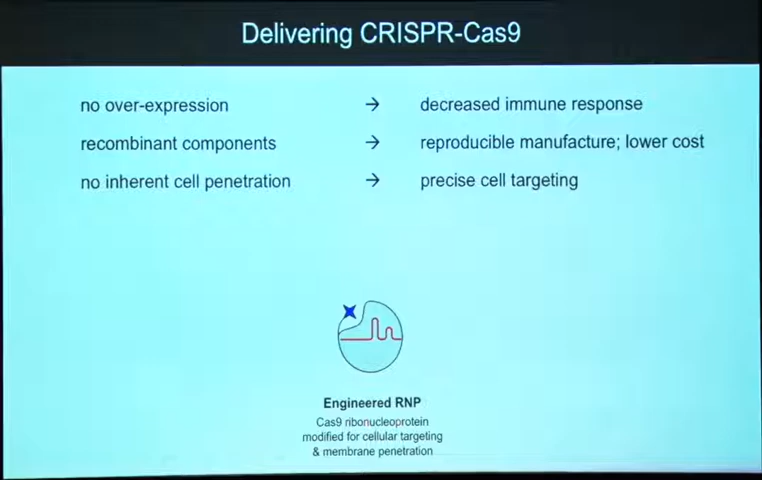 Delivering CRISPR-Cas9
no over-expression → decreased immune response
recombinant components → reproducible manufacture; lower cost
no inherent cell penetration → precise cell targeting
Engineered RNP
Cas9 ribonucleoprotein
modified for cellular targeting
& membrane penetration